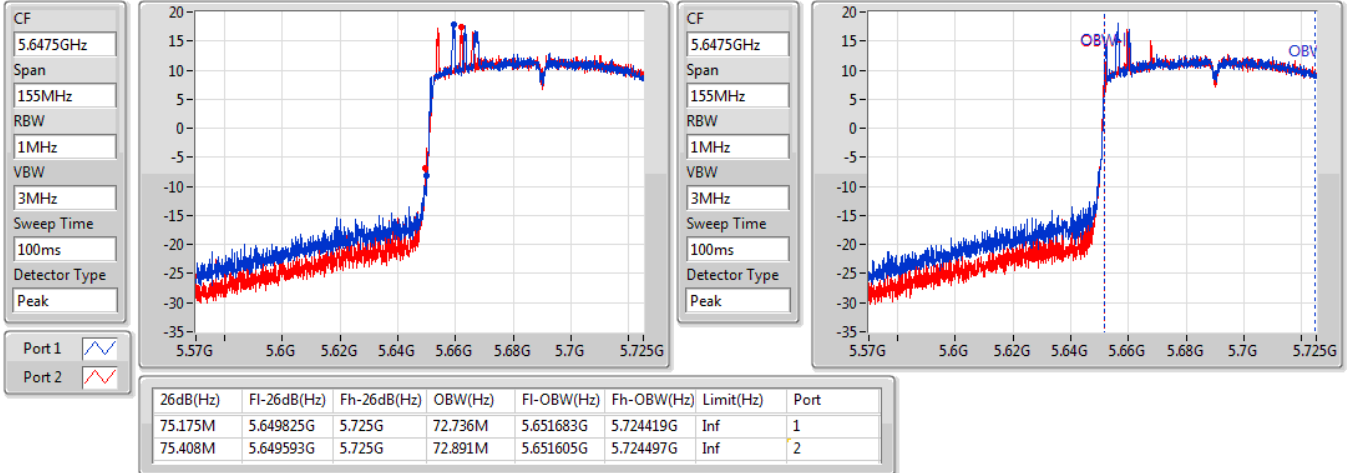 CF
5.6475GHz
Span
155MHz
RBW
1MHz
VBW
3MHz
Sweep Time
100ms
Detector Type
Peak
Port 1
Port 2
20
15
10
5
0
-5
-10
-15
-20
-25
-30
-35
5.57G 5.6G 5.62G 5.64G 5.66G 5.68G 5.7G 5.725G
CF
5.6475GHz
Span
155MHz
RBW
1MHz
VBW
3MHz
Sweep Time
100ms
Detector Type
Peak
20
15
10
5
0
-5
-10
-15
-20
-25
-30
-35
OBW
OBW
5.57G 5.6G 5.62G 5.64G 5.66G 5.68G 5.7G 5.725G
26dB(Hz) Fl-26dB(Hz) Fh-26dB(Hz) OBW(Hz) Fl-OBW(Hz) Fh-OBW(Hz) Limit(Hz) Port
75.175M 5.649825G 5.725G 72.736M 5.651683G 5.724419G Inf 1
75.408M 5.649593G 5.725G 72.891M 5.651605G 5.724497G Inf 2